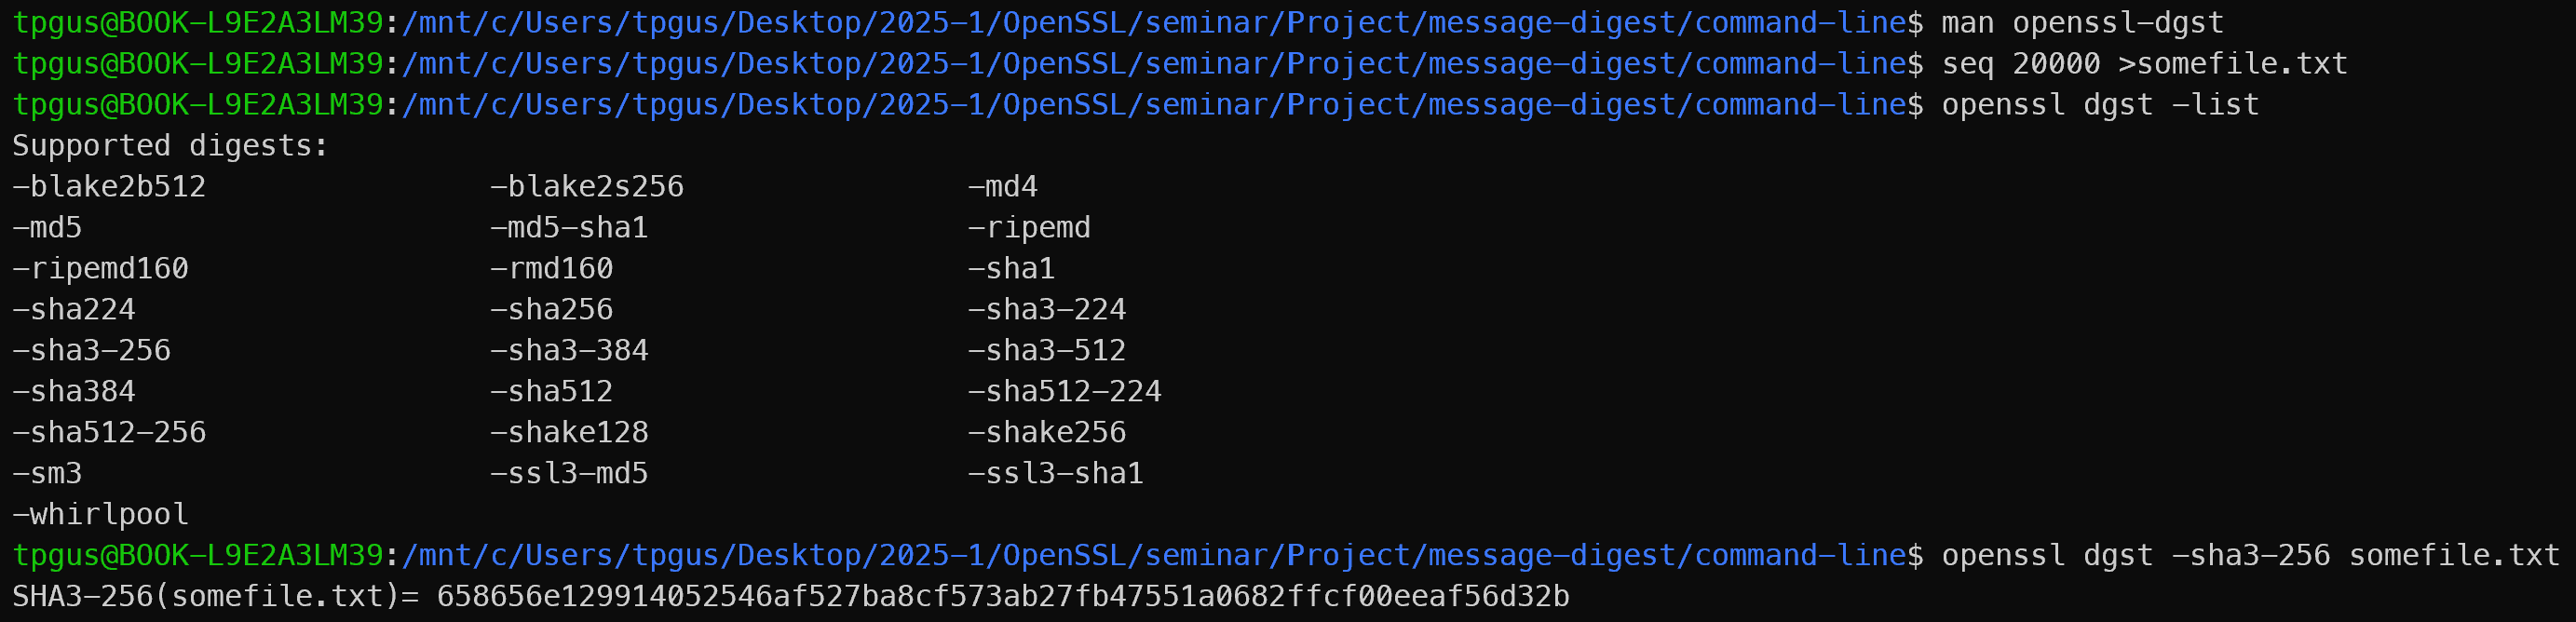 tpgus@BOOK-L9E2A3LM39:/mnt/c/Users/tpgus/Desktop/2025-1/OpenSSL/seminar/Project/message-digest/command-line$ man openssl-dgst
tpgus@BOOK-L9E2A3LM39:/mnt/c/Users/tpgus/Desktop/2025-1/OpenSSL/seminar/Project/message-digest/command-line$ seq 20000 >somefile.txt
tpgus@BOOK-L9E2A3LM39:/mnt/c/Users/tpgus/Desktop/2025-1/OpenSSL/seminar/Project/message-digest/command-line$ openssl dgst -list
Supported digests:
-blake2b512 -blake2s256 -md4
-md5 -md5-sha1 -ripemd
-ripemd160 -rmd160 -sha1
-sha224 -sha256 -sha3-224
-sha3-256 -sha3-384 -sha3-512
-sha384 -sha512 -sha512-224
-sha512-256 -shake128 -shake256
-sm3 -ssl3-md5 -ssl3-sha1
-whirlpool
tpgus@BOOK-L9E2A3LM39:/mnt/c/Users/tpgus/Desktop/2025-1/OpenSSL/seminar/Project/message-digest/command-line$ openssl dgst -sha3-256 somefile.txt
SHA3-256(somefile.txt)= 658656e129914052546af527ba8cf573ab27fb47551a0682ffcf00eeaf56d32b